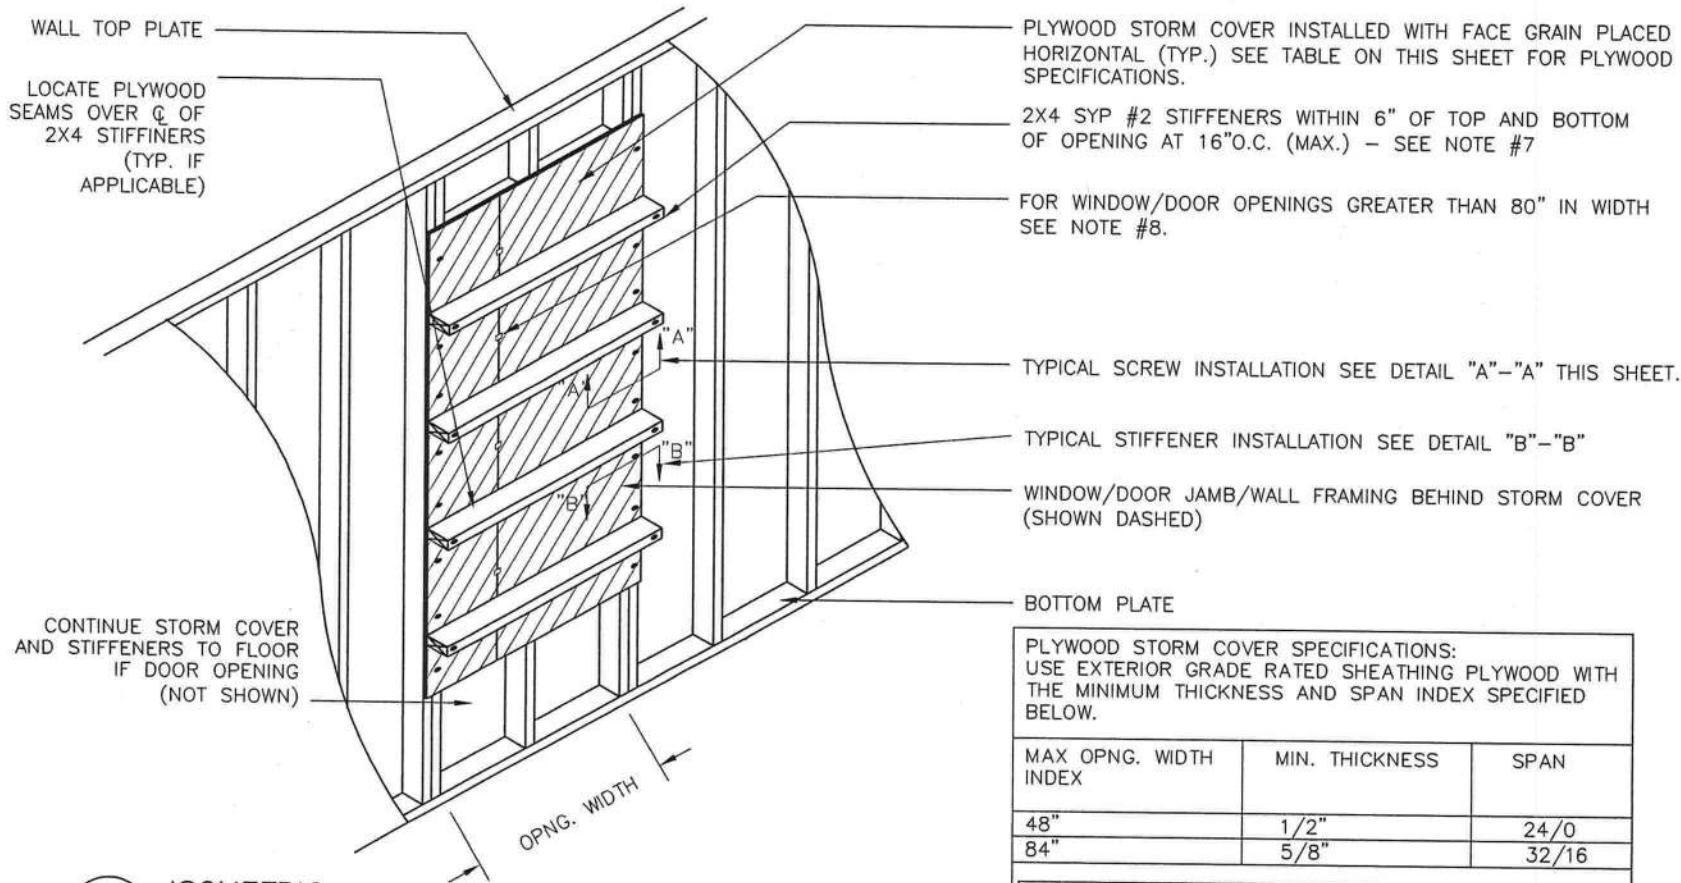 WALL TOP PLATE
LOCATE PLYWOOD
SEAMS OVER ℄ OF
2X4 STIFFINERS
(TYP. IF
APPLICABLE)
CONTINUE STORM COVER
AND STIFFENERS TO FLOOR
IF DOOR OPENING
(NOT SHOWN)
"A"
"A"
"B"
"B"
OPNG. WIDTH
PLYWOOD STORM COVER INSTALLED WITH FACE GRAIN PLACED
HORIZONTAL (TYP.) SEE TABLE ON THIS SHEET FOR PLYWOOD
SPECIFICATIONS.
2X4 SYP #2 STIFFENERS WITHIN 6" OF TOP AND BOTTOM
OF OPENING AT 16"O.C. (MAX.) – SEE NOTE #7
FOR WINDOW/DOOR OPENINGS GREATER THAN 80" IN WIDTH
SEE NOTE #8.
TYPICAL SCREW INSTALLATION SEE DETAIL "A"–"A" THIS SHEET.
TYPICAL STIFFENER INSTALLATION SEE DETAIL "B"–"B"
WINDOW/DOOR JAMB/WALL FRAMING BEHIND STORM COVER
(SHOWN DASHED)
BOTTOM PLATE
PLYWOOD STORM COVER SPECIFICATIONS:
USE EXTERIOR GRADE RATED SHEATHING PLYWOOD WITH
THE MINIMUM THICKNESS AND SPAN INDEX SPECIFIED
BELOW.
MAX OPNG. WIDTH MIN. THICKNESS SPAN
INDEX
48" 1/2" 24/0
84" 5/8" 32/16